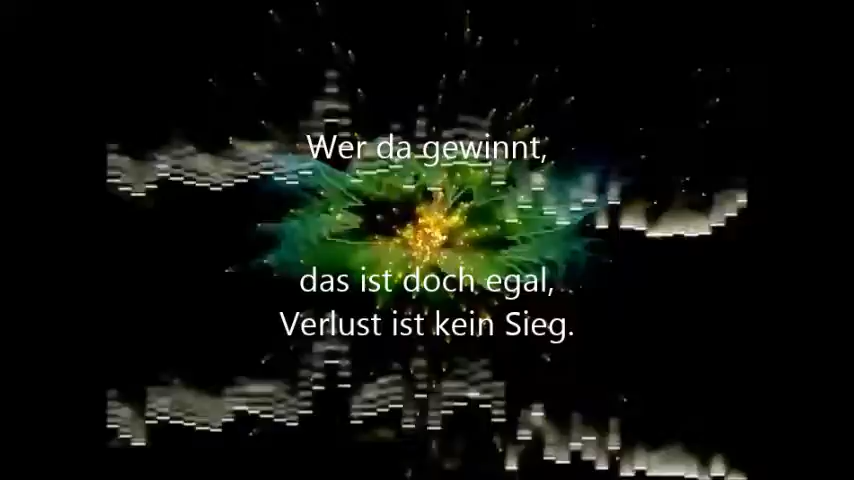 Wer da gewinnt,
das ist doch egal,
Verlust ist kein Sieg.